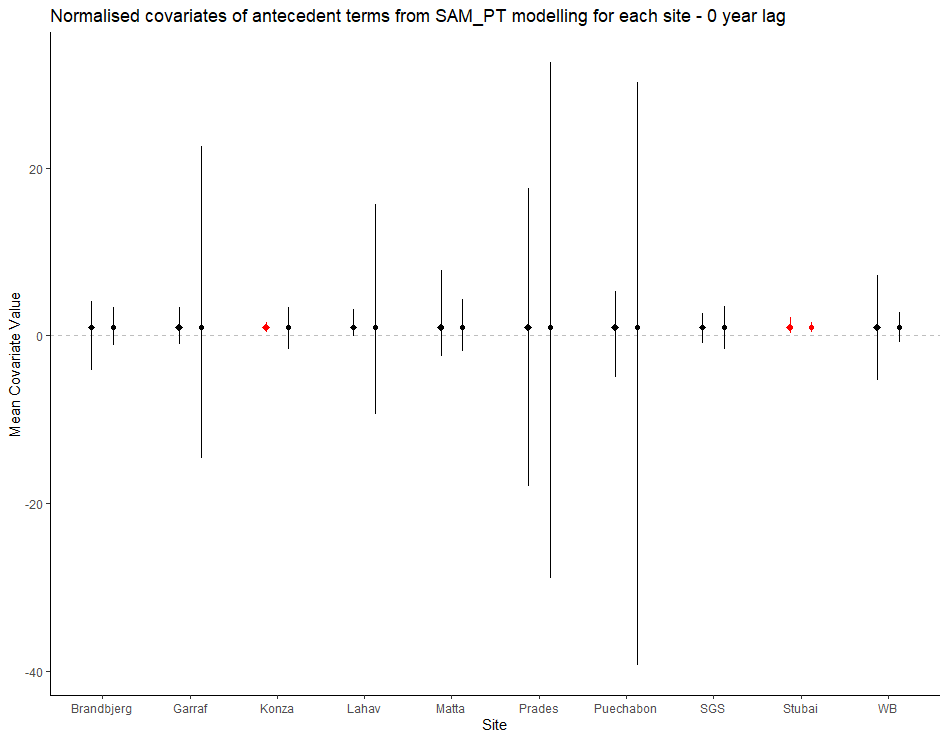 Normalised covariates of antecedent terms from SAM_PT modelling for each site - 0 year lag
Mean Covariate Value
20
0
-20
-40
Brandbjerg Garraf Konza Lahav Matta Prades Puechabon SGS Stubai WB
Site